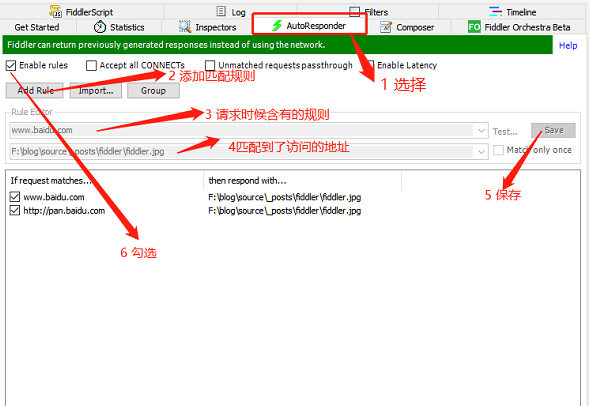 FiddlerScript Log Filters Timeline
Get Started Statistics Inspectors AutoResponder Composer FO Fiddler Orchestra Beta
Fiddler can return previously generated responses instead of using the network. Help
Enable rules Accept all CONNECTs Unmatched requests passthrough Enable Latency
2 添加匹配规则
1 选择
Add Rule Import... Group
Rule Editor
3 请求时候含有的规则
www.baidu.com Test... Save
4匹配到了访问的地址
F:\blog\source\_posts\fiddler\fiddler.jpg Match only once
If request matches... then respond with...
5 保存
www.baidu.com F:\blog\source\_posts\fiddler\fiddler.jpg
http://pan.baidu.com F:\blog\source\_posts\fiddler\fiddler.jpg
6 勾选